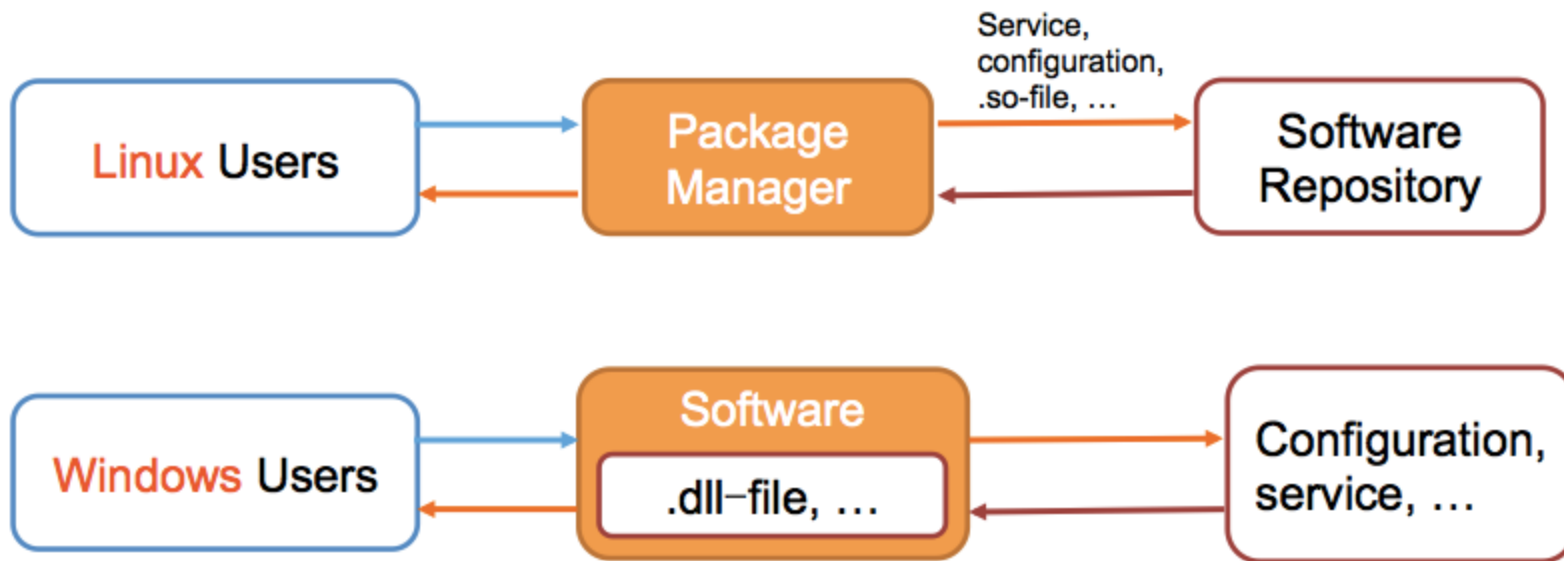 Service,
configuration,
.so-file, …
Linux Users
Package
Manager
Software
Repository
Windows Users
Software
.dll–file, …
Configuration,
service, …